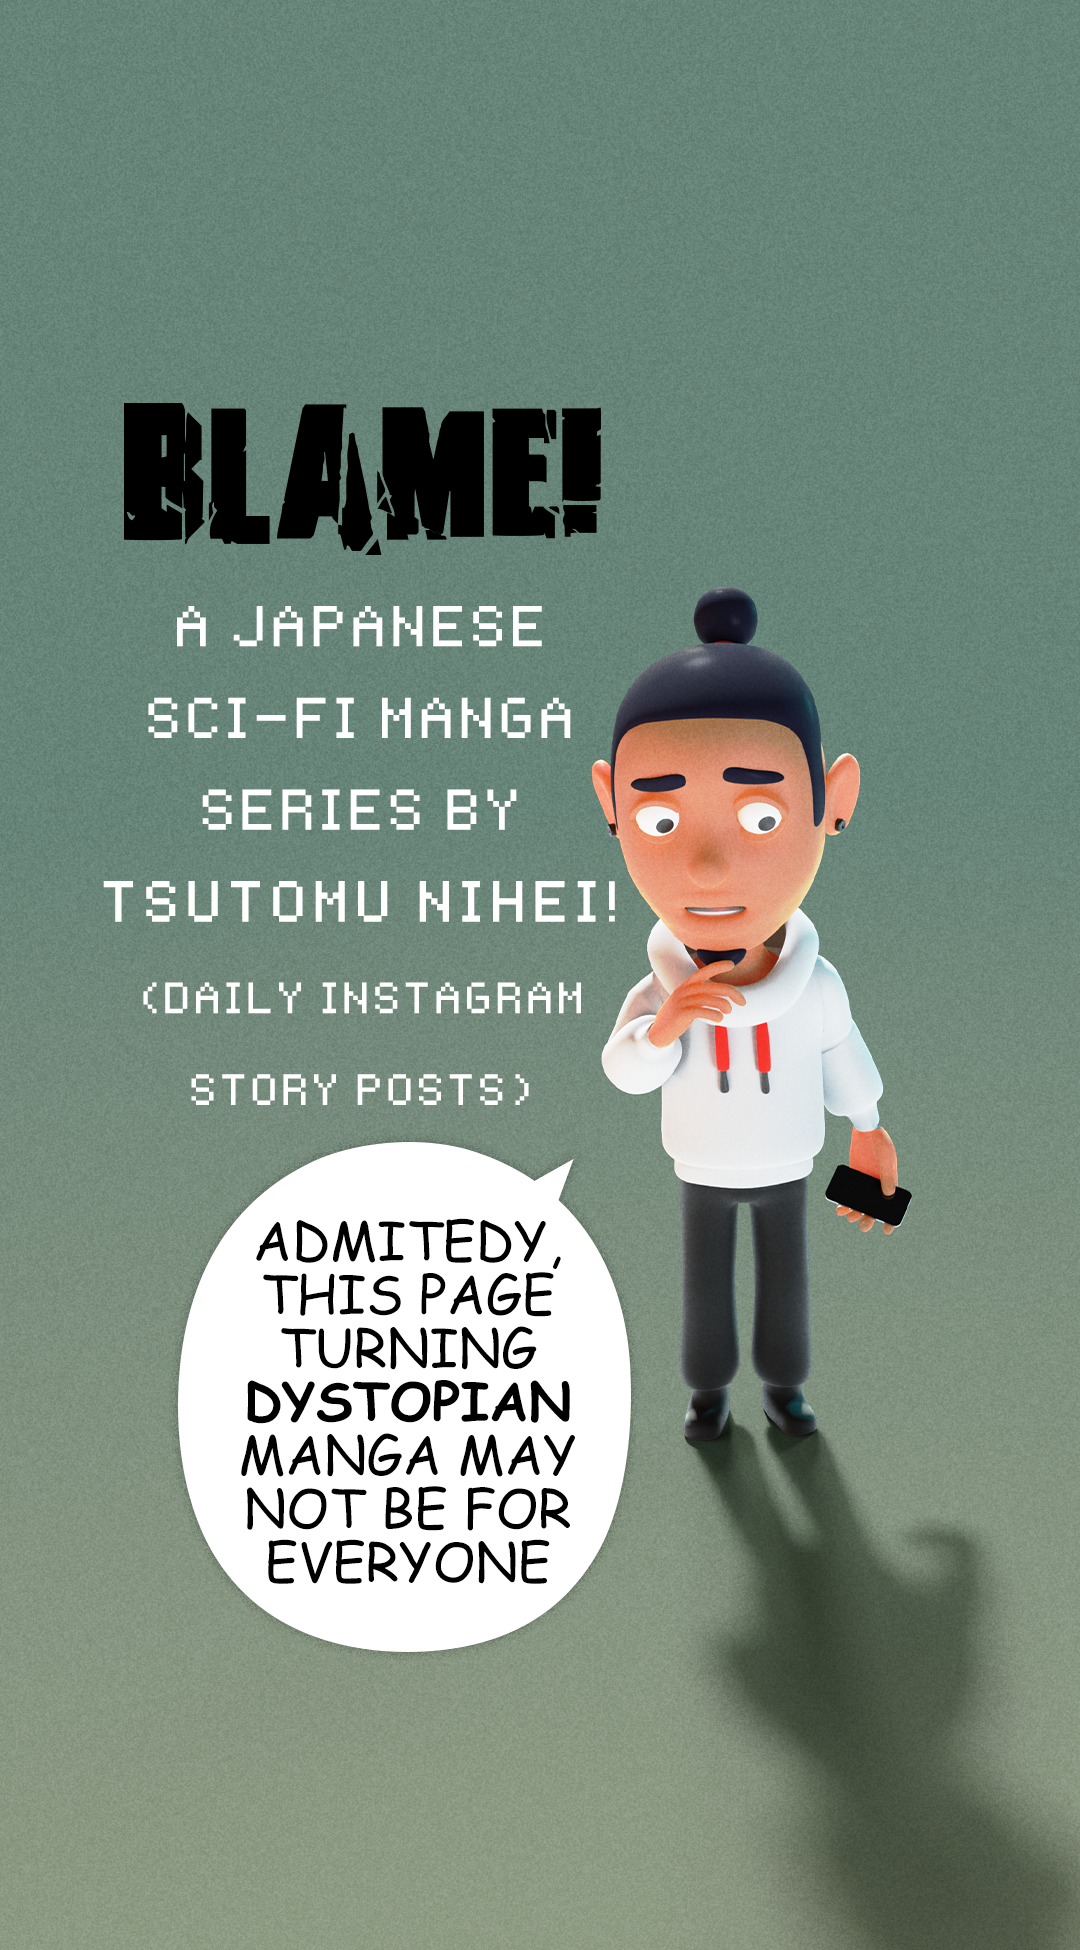 BLAME!
A JAPANESE
SCI-FI MANGA
SERIES BY
TSUTOMU NIHEI!
(DAILY INSTAGRAM
STORY POSTS)
ADMITEDY,
THIS PAGE
TURNING
DYSTOPIAN
MANGA MAY
NOT BE FOR
EVERYONE